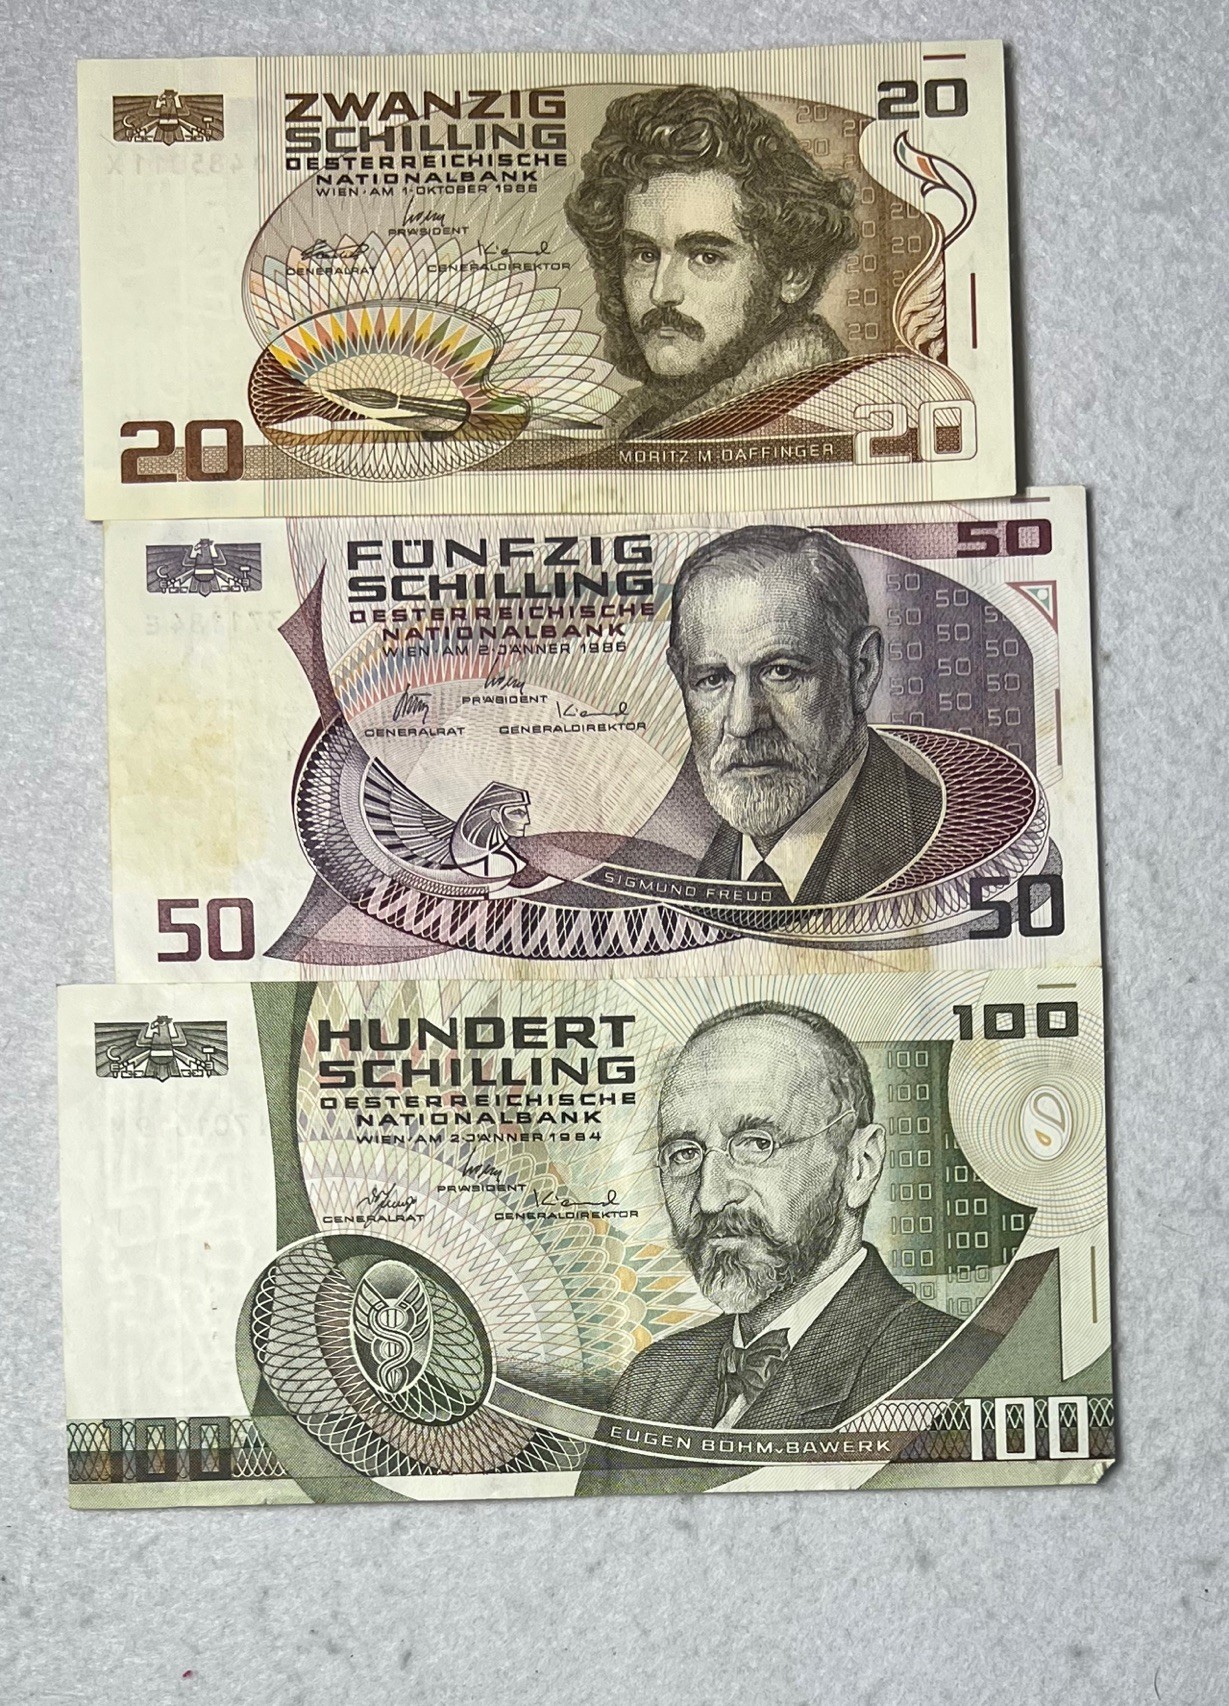 20
ZWANZIG
SCHILLING
OESTERREICHISCHE
NATIONALBANK
WIEN·AM 1·OKTOBER 1986
PRÄSIDENT
GENERALRAT
GENERALDIREKTOR
20
MORITZ M.DAFFINGER
20
50
FÜNFZIG
SCHILLING
OESTERREICHISCHE
NATIONALBANK
WIEN·AM 2·JÄNNER 1986
PRÄSIDENT
GENERALRAT
GENERALDIREKTOR
SIGMUND FREUD
50
50
100
HUNDERT
SCHILLING
OESTERREICHISCHE
NATIONALBANK
WIEN·AM 2·JÄNNER 1984
PRÄSIDENT
GENERALRAT
GENERALDIREKTOR
EUGEN BÖHM v. BAWERK
100
100